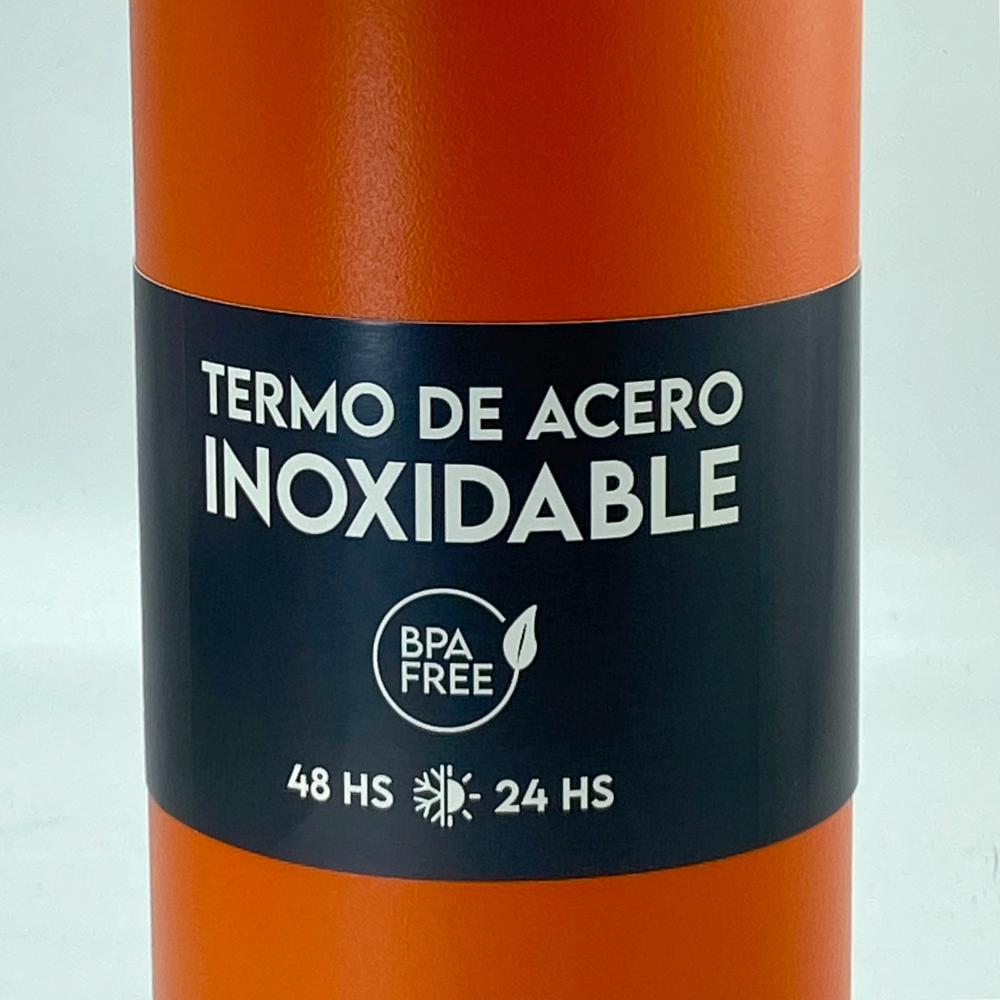 TERMO DE ACERO
INOXIDABLE
BPA
FREE
48 HS 24 HS